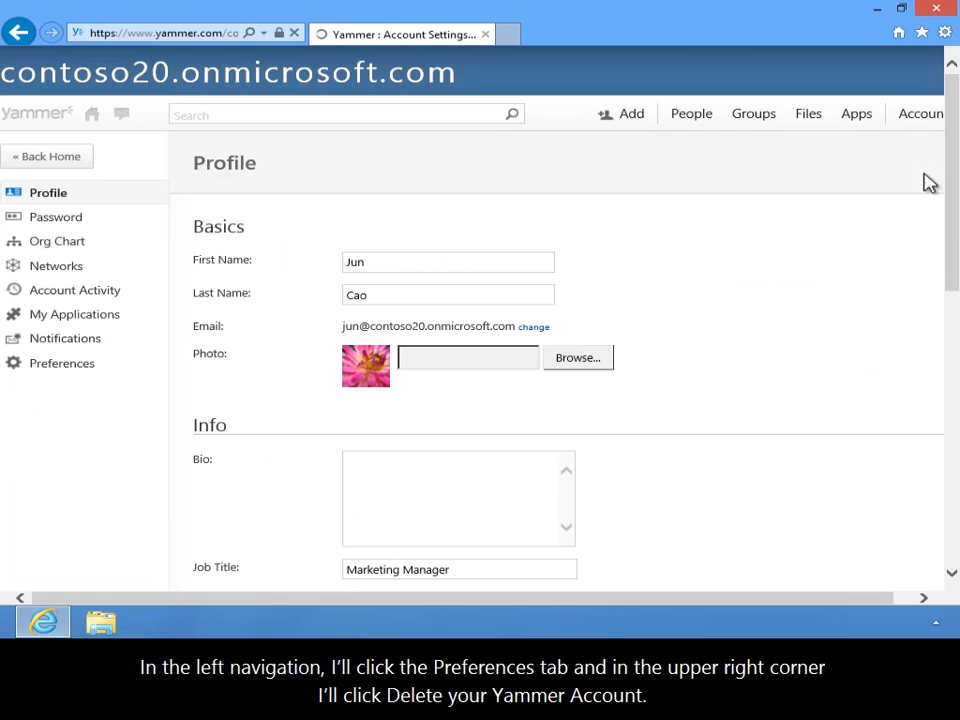 https://www.yammer.com/co
Yammer : Account Settings...
contoso20.onmicrosoft.com
yammer
Search
Add
People
Groups
Files
Apps
Accoun
« Back Home
Profile
Profile
Password
Org Chart
Networks
Account Activity
My Applications
Notifications
Preferences
Basics
First Name:
Jun
Last Name:
Cao
Email:
jun@contoso20.onmicrosoft.com change
Photo:
Browse...
Info
Bio:
Job Title:
Marketing Manager
In the left navigation, I'll click the Preferences tab and in the upper right corner
I'll click Delete your Yammer Account.